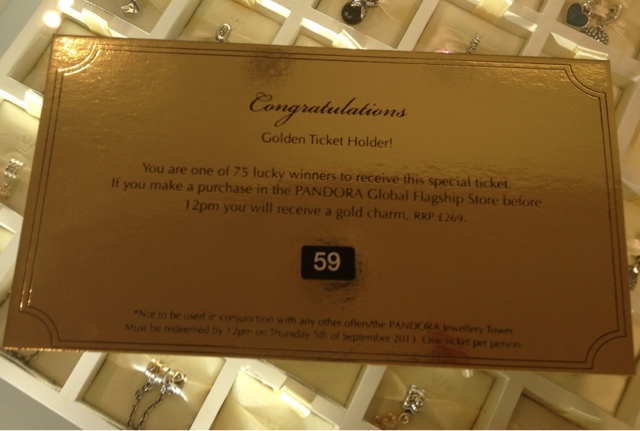 Congratulations
Golden Ticket Holder!
You are one of 75 lucky winners to receive this special ticket.
If you make a purchase in the PANDORA Global Flagship Store before
12pm you will receive a gold charm, RRP £269.
59
*Not to be used in conjunction with any other offers/the PANDORA Jewellery Tower.
Must be redeemed by 12pm on Thursday 5th of September 2013. One ticket per person.